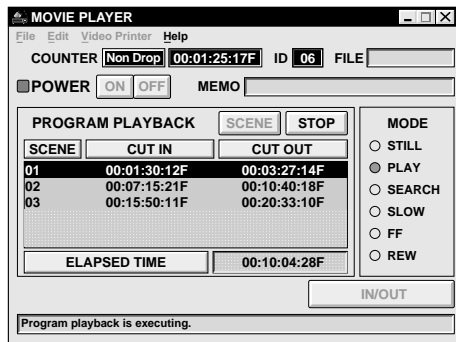 MOVIE PLAYER
File Edit Video Printer Help
COUNTER Non Drop 00:01:25:17F ID 06 FILE
POWER ON OFF MEMO
PROGRAM PLAYBACK SCENE STOP
SCENE CUT IN CUT OUT
01 00:01:30:12F 00:03:27:14F
02 00:07:15:21F 00:10:40:18F
03 00:15:50:11F 00:20:33:10F
ELAPSED TIME 00:10:04:28F
MODE
STILL
PLAY
SEARCH
SLOW
FF
REW
IN/OUT
Program playback is executing.